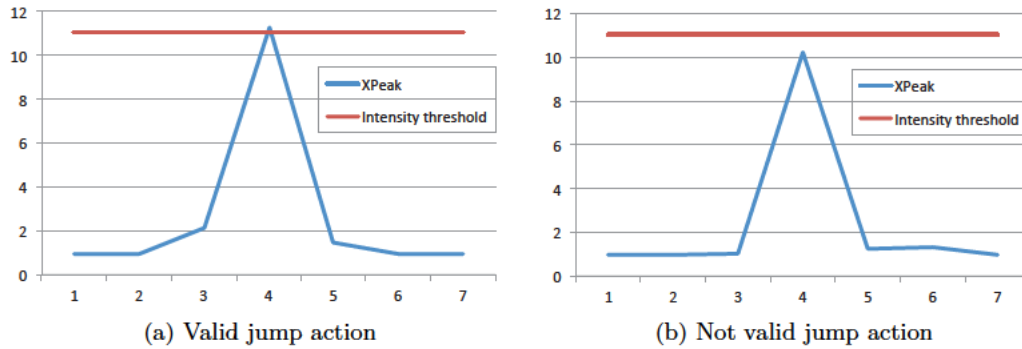 12
10
8
6
4
2
0
1 2 3 4 5 6 7
XPeak
Intensity threshold
(a) Valid jump action
12
10
8
6
4
2
0
1 2 3 4 5 6 7
XPeak
Intensity threshold
(b) Not valid jump action